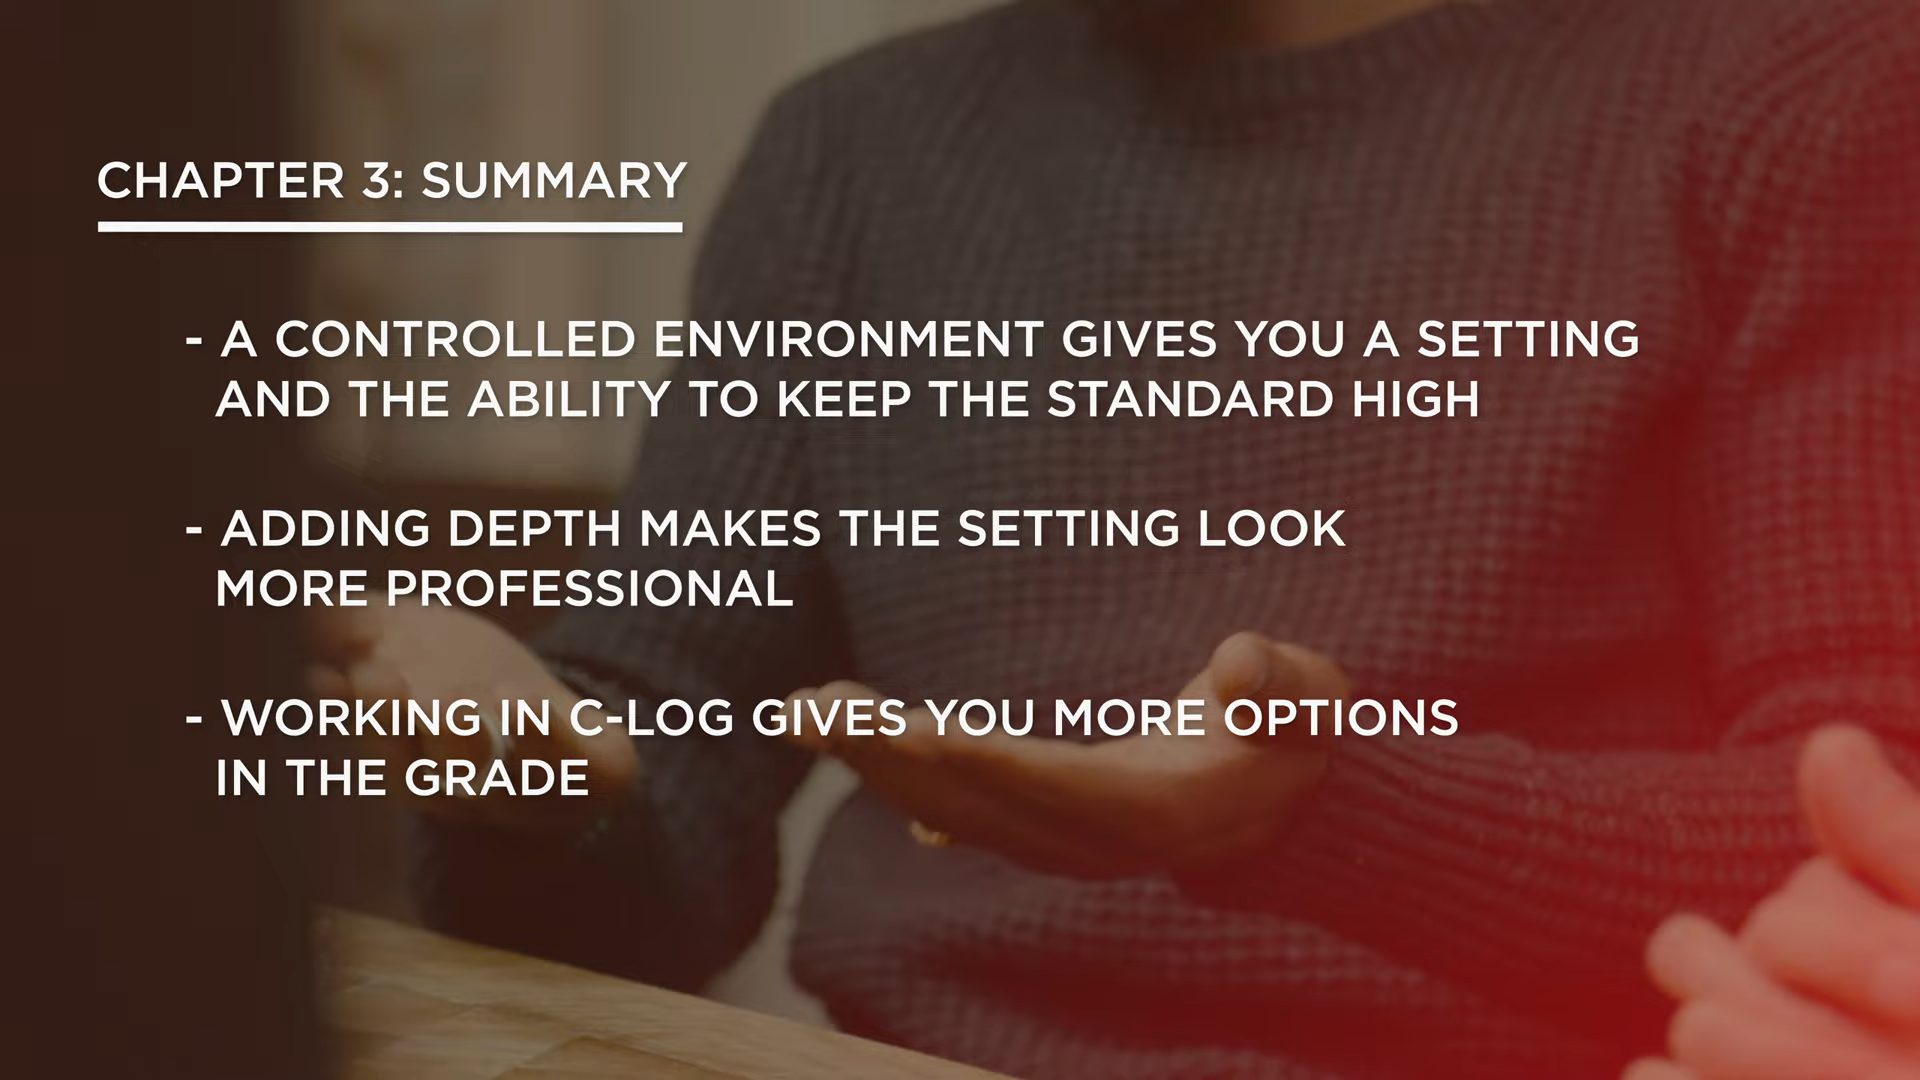 CHAPTER 3: SUMMARY
- A CONTROLLED ENVIRONMENT GIVES YOU A SETTING
AND THE ABILITY TO KEEP THE STANDARD HIGH
- ADDING DEPTH MAKES THE SETTING LOOK
MORE PROFESSIONAL
- WORKING IN C-LOG GIVES YOU MORE OPTIONS
IN THE GRADE